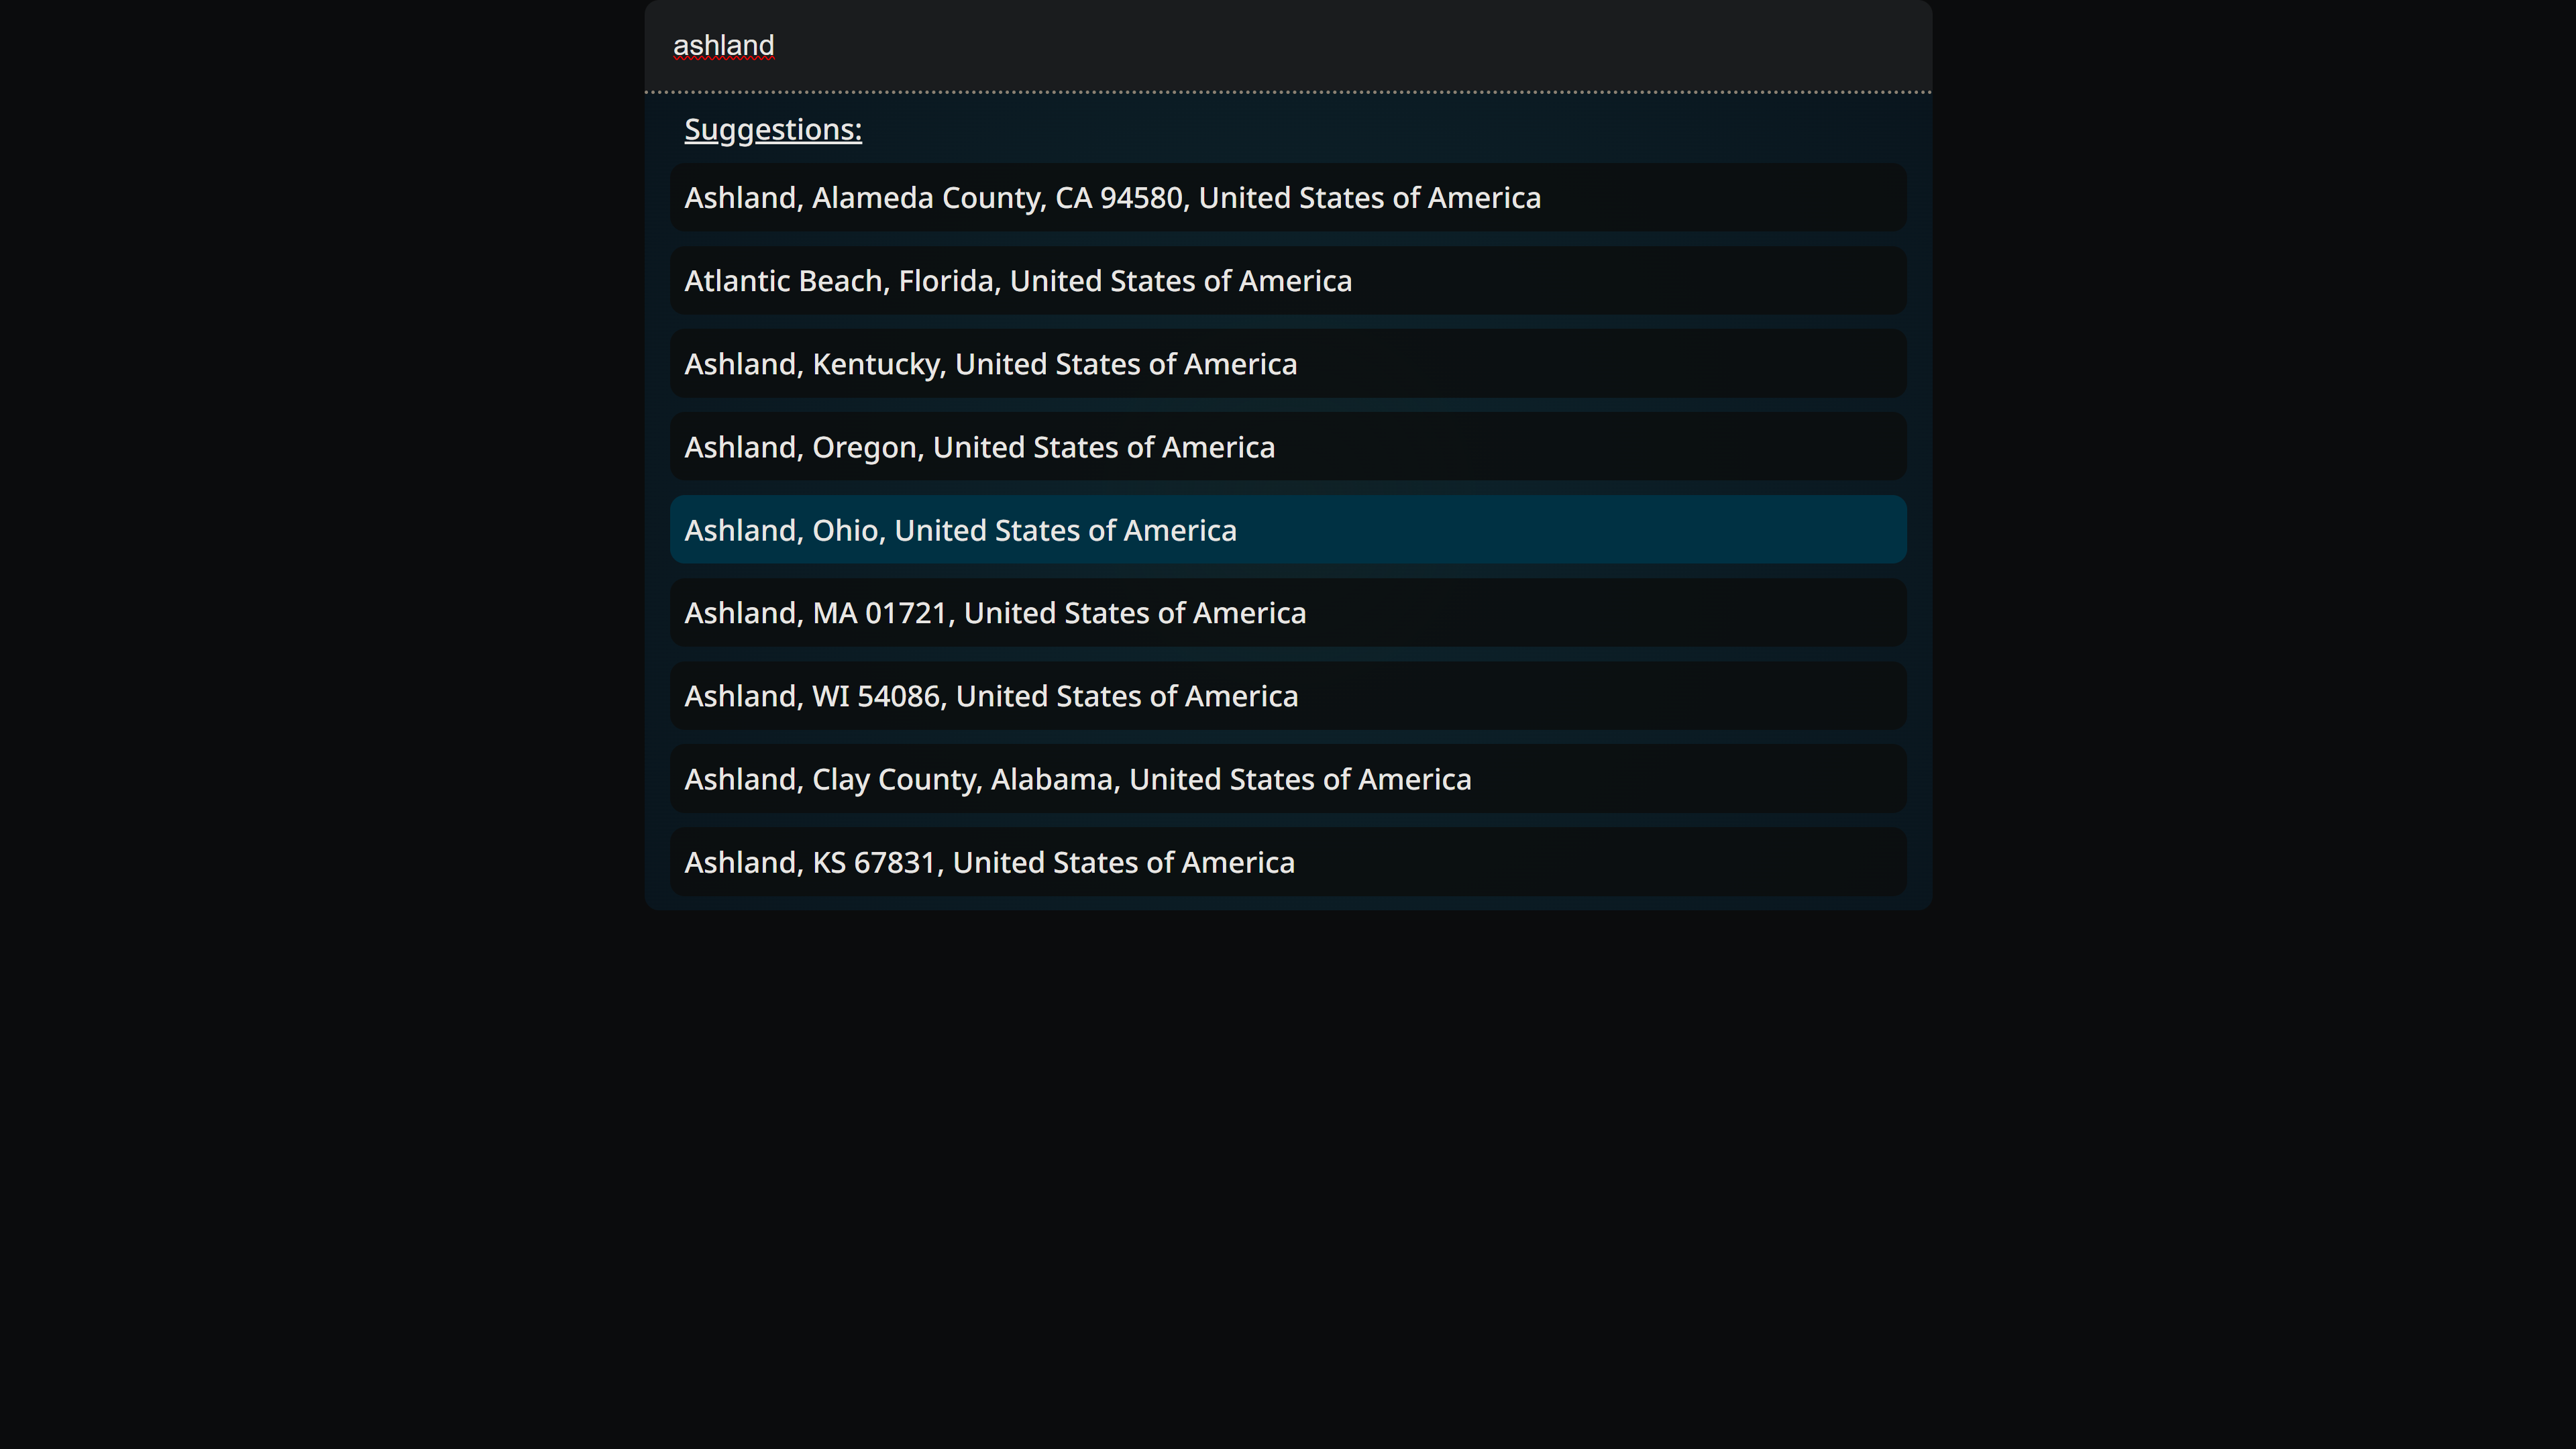 ashland
Suggestions:
Ashland, Alameda County, CA 94580, United States of America
Atlantic Beach, Florida, United States of America
Ashland, Kentucky, United States of America
Ashland, Oregon, United States of America
Ashland, Ohio, United States of America
Ashland, MA 01721, United States of America
Ashland, WI 54086, United States of America
Ashland, Clay County, Alabama, United States of America
Ashland, KS 67831, United States of America